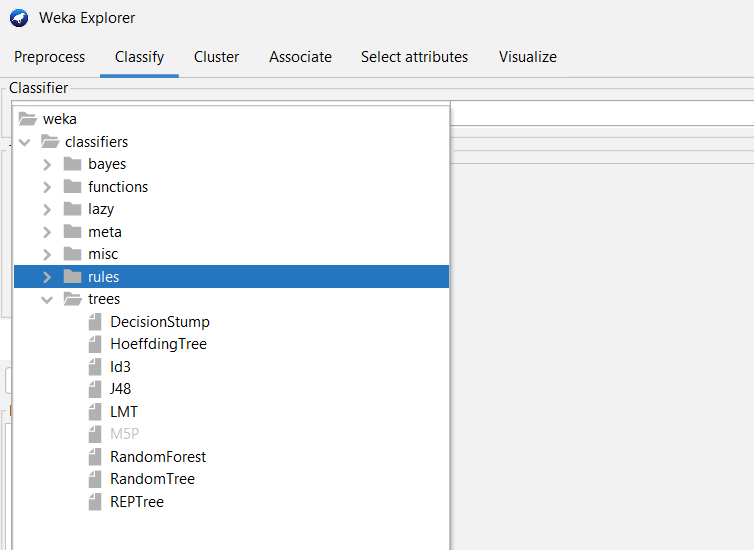 Weka Explorer
Preprocess Classify Cluster Associate Select attributes Visualize
Classifier
weka
classifiers
bayes
functions
lazy
meta
misc
rules
trees
DecisionStump
HoeffdingTree
Id3
J48
LMT
M5P
RandomForest
RandomTree
REPTree